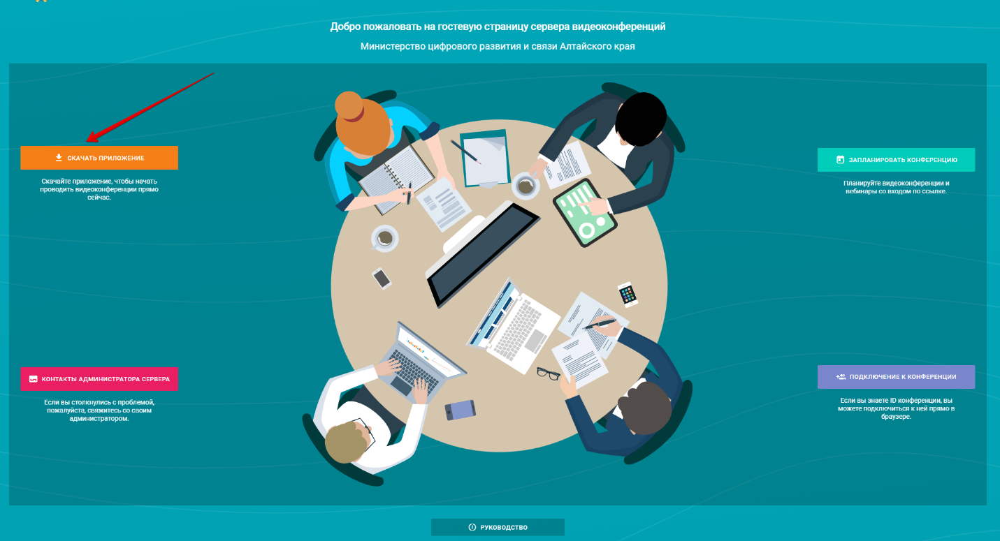 Добро пожаловать на гостевую страницу сервера видеоконференций
Министерство цифрового развития и связи Алтайского края
СКАЧАТЬ ПРИЛОЖЕНИЕ
Скачайте приложение, чтобы начать
проводить видеоконференции прямо
сейчас.
ЗАПЛАНИРОВАТЬ КОНФЕРЕНЦИЮ
Планируйте видеоконференции и
вебинары со входом по ссылке.
КОНТАКТЫ АДМИНИСТРАТОРА СЕРВЕРА
Если вы столкнулись с проблемой,
пожалуйста, свяжитесь со своим
администратором.
ПОДКЛЮЧЕНИЕ К КОНФЕРЕНЦИИ
Если вы знаете ID конференции, вы
можете подключиться к ней прямо в
браузере.
РУКОВОДСТВО